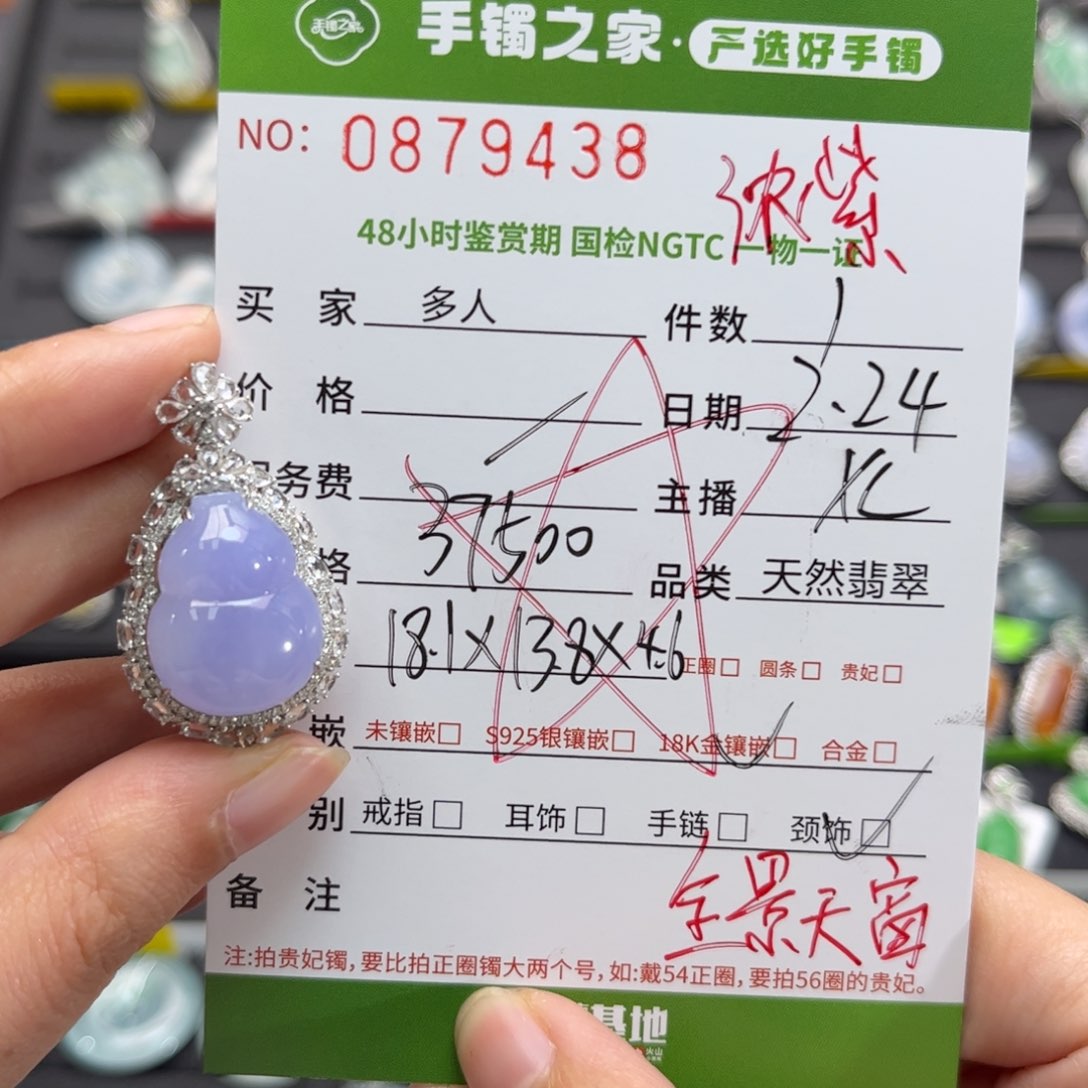 手镯之家
手镯之家·严选好手镯
NO: 0879438
浓紫
48小时鉴赏期 国检NGTC 一物一证
买 家 多人 件数 1
价 格 日期 2.24
务费 主播 XL
格 37500 品类 天然翡翠
18.1X13.8X4.6 正圈□ 圆条□ 贵妃□
嵌 未镶嵌□ S925银镶嵌□ 18K金镶嵌□ 合金□
别 戒指□ 耳饰□ 手链□ 颈饰□
备 注 全景天窗
注:拍贵妃镯,要比拍正圈镯大两个号,如:戴54正圈,要拍56圈的贵妃。
基地
火山